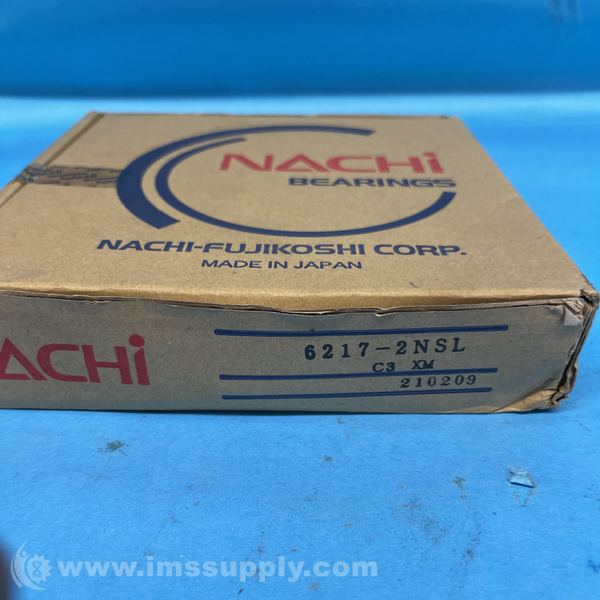 NACHi
BEARINGS
NACHI-FUJIKOSHI CORP.
MADE IN JAPAN
ACHi
6217-2NSL
C3 XM
210209
www.imssupply.com